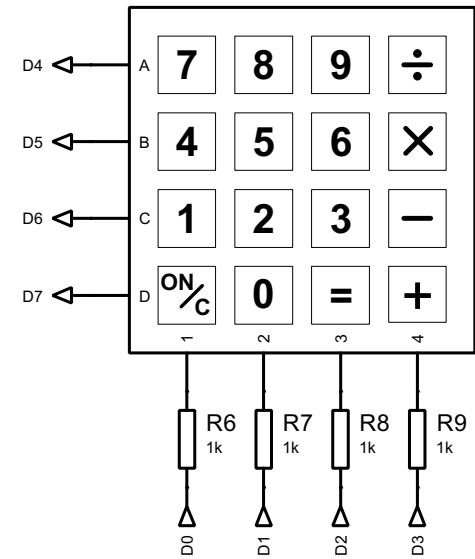 D4 A 7 8 9 ÷
D5 B 4 5 6 ×
D6 C 1 2 3 −
D7 D ON/C 0 = +
1 2 3 4
R6 R7 R8 R9
1k 1k 1k 1k
D0 D1 D2 D3